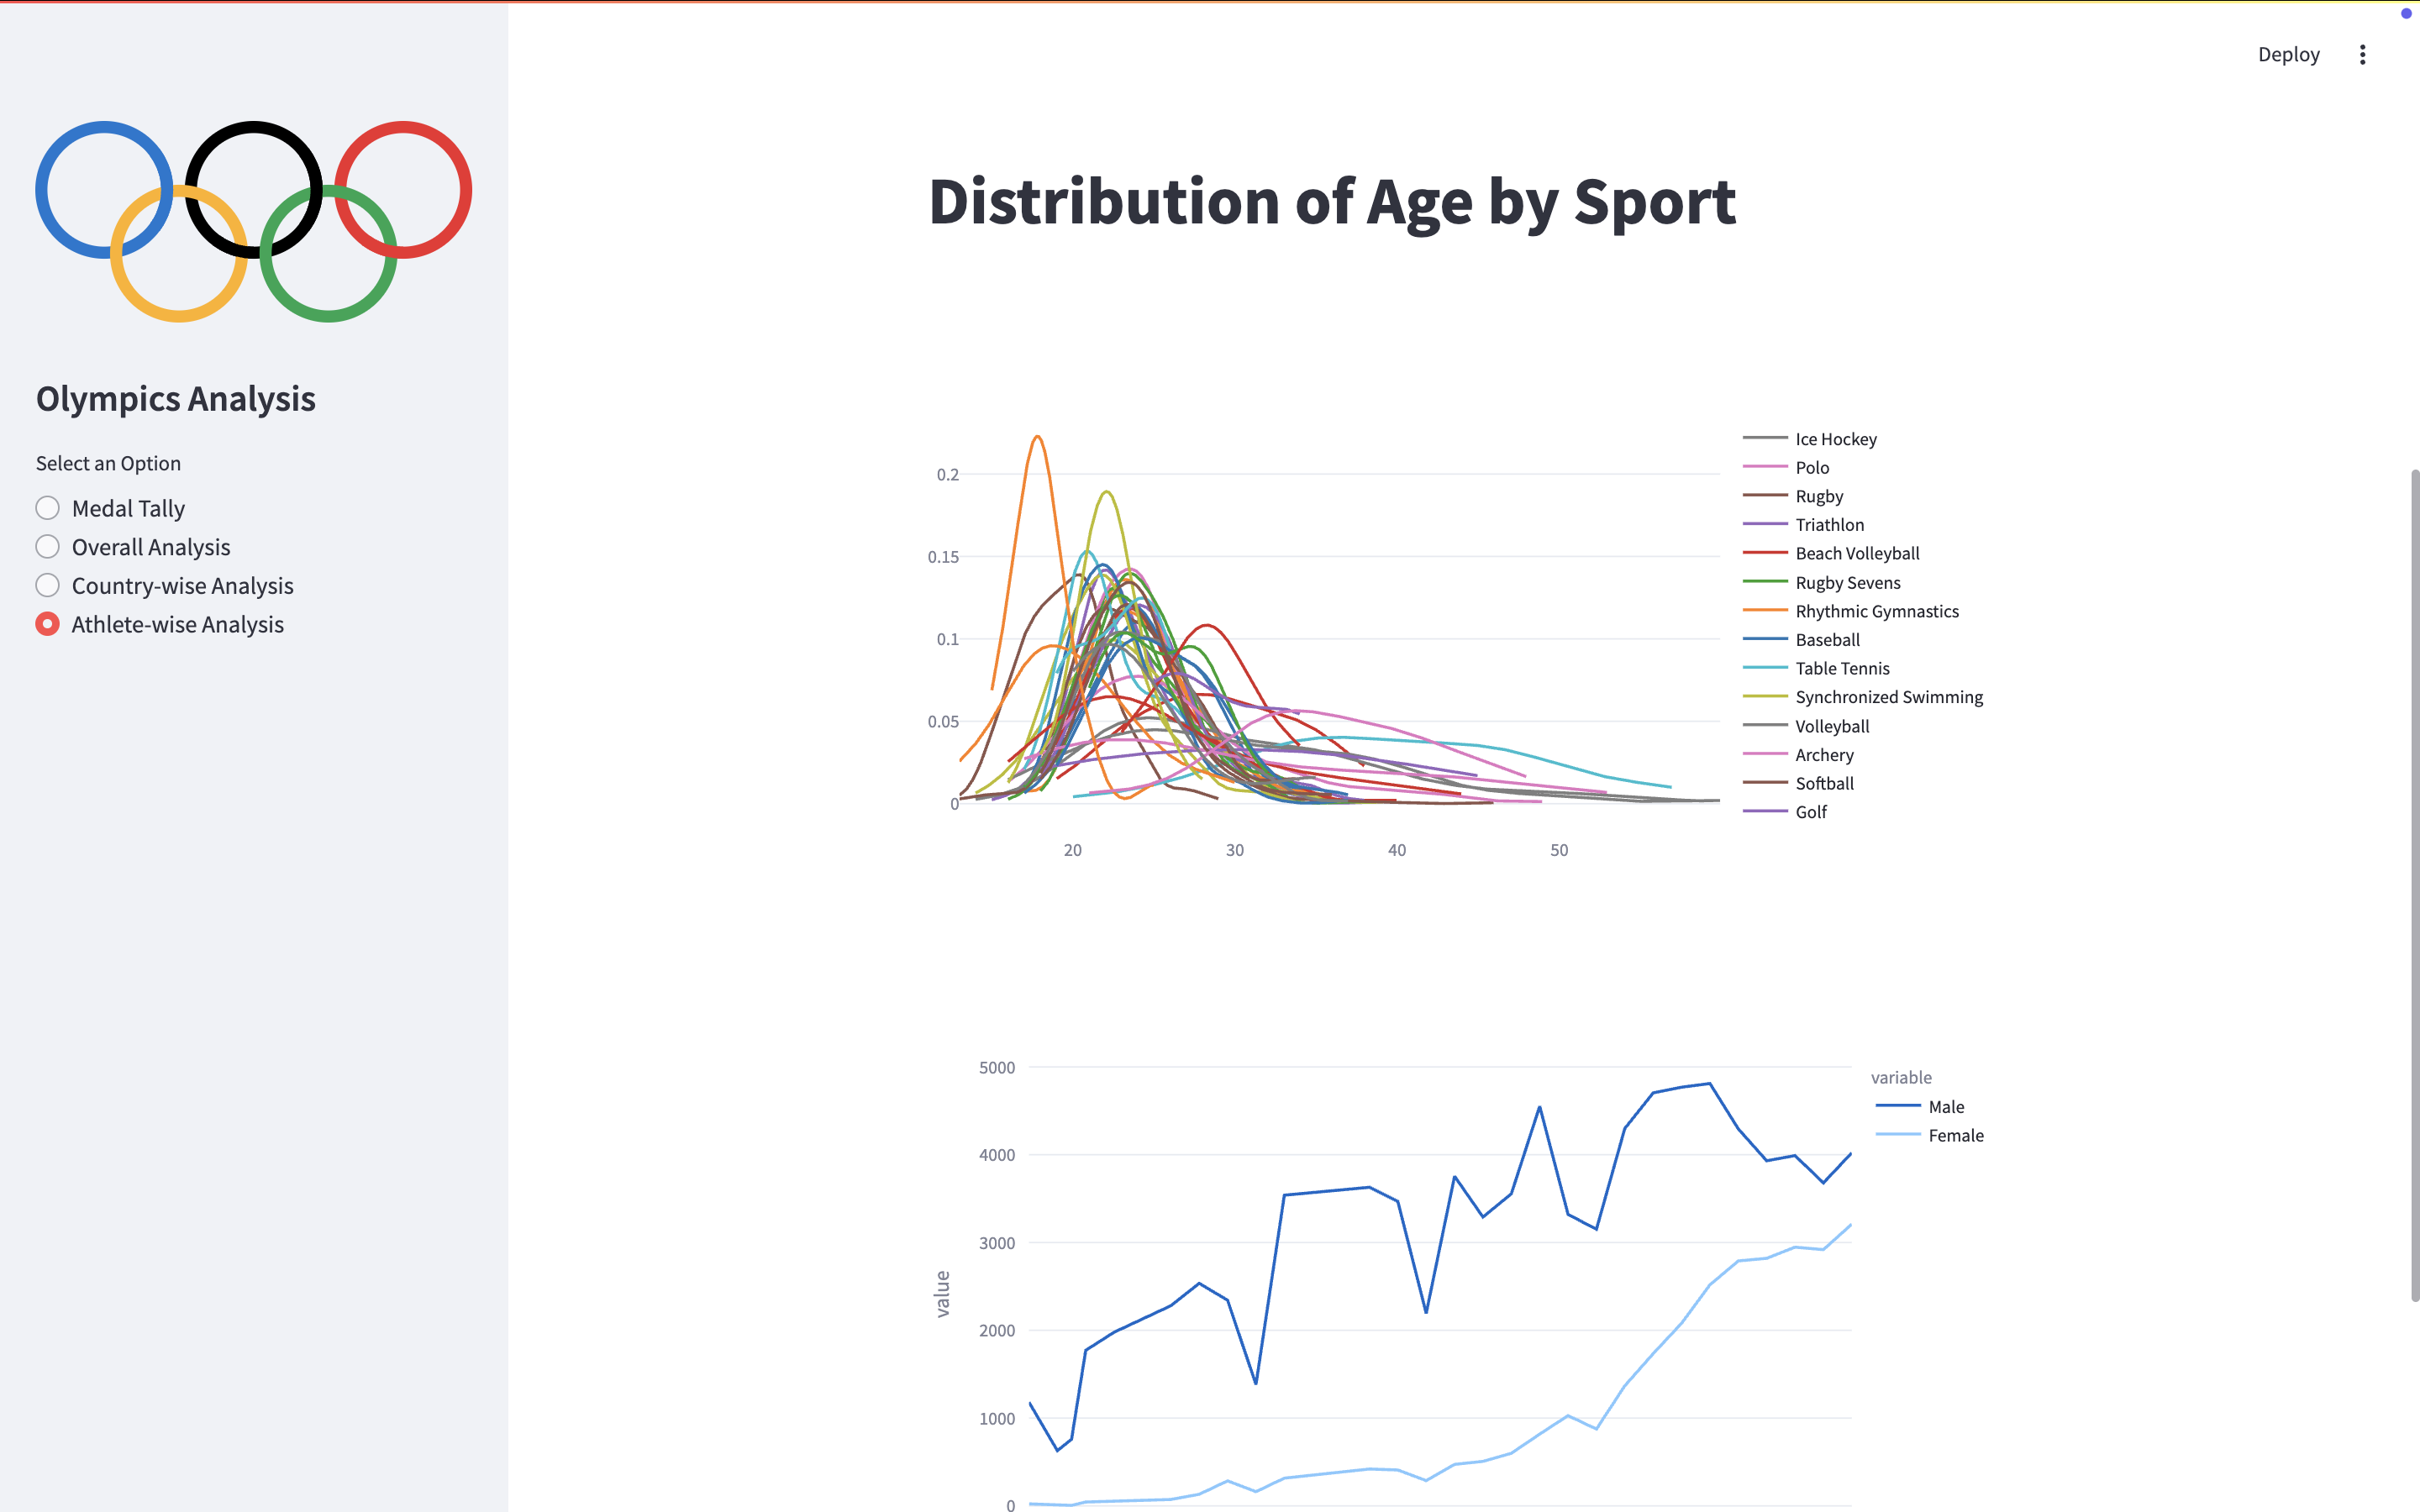 Deploy
Olympics Analysis
Select an Option
Medal Tally
Overall Analysis
Country-wise Analysis
Athlete-wise Analysis
Distribution of Age by Sport
0.2
0.15
0.1
0.05
0
20 30 40 50
Ice Hockey
Polo
Rugby
Triathlon
Beach Volleyball
Rugby Sevens
Rhythmic Gymnastics
Baseball
Table Tennis
Synchronized Swimming
Volleyball
Archery
Softball
Golf
5000
4000
3000
2000
1000
0
value
variable
Male
Female